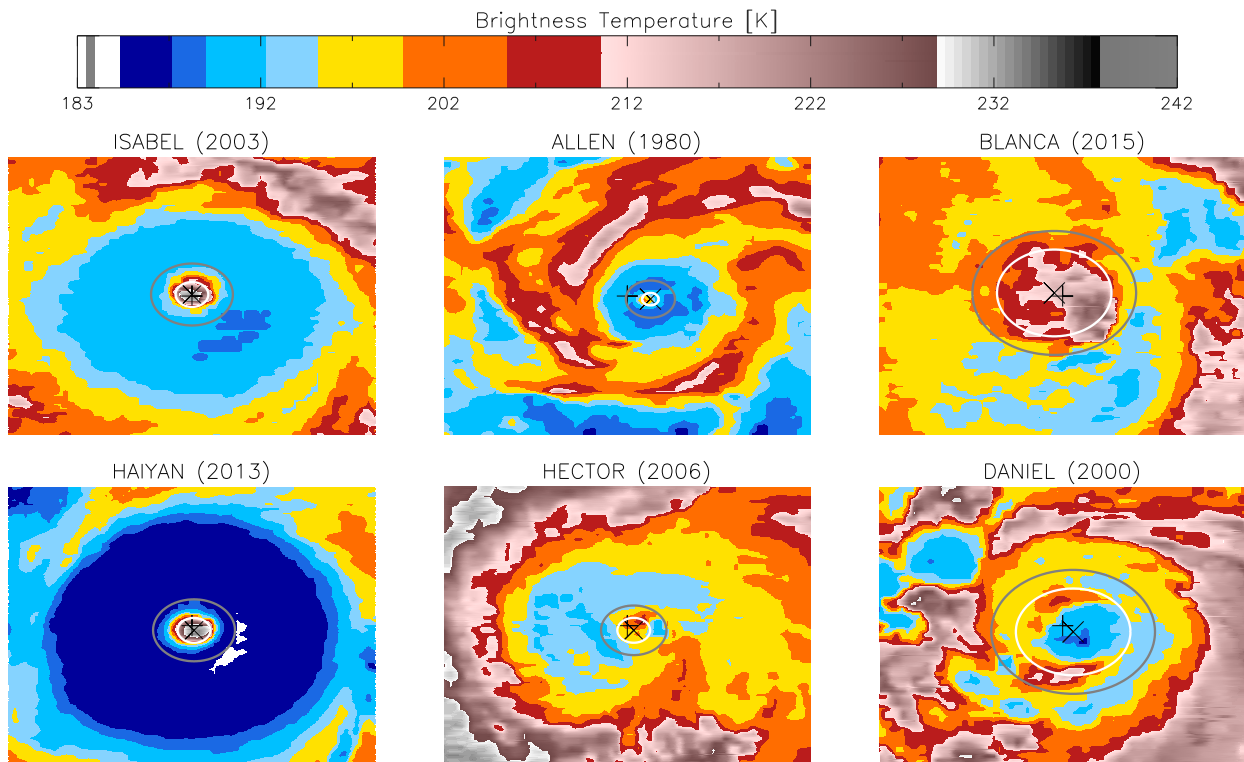 Brightness Temperature [K]
183 192 202 212 222 232 242
ISABEL (2003) ALLEN (1980) BLANCA (2015)
HAIYAN (2013) HECTOR (2006) DANIEL (2000)